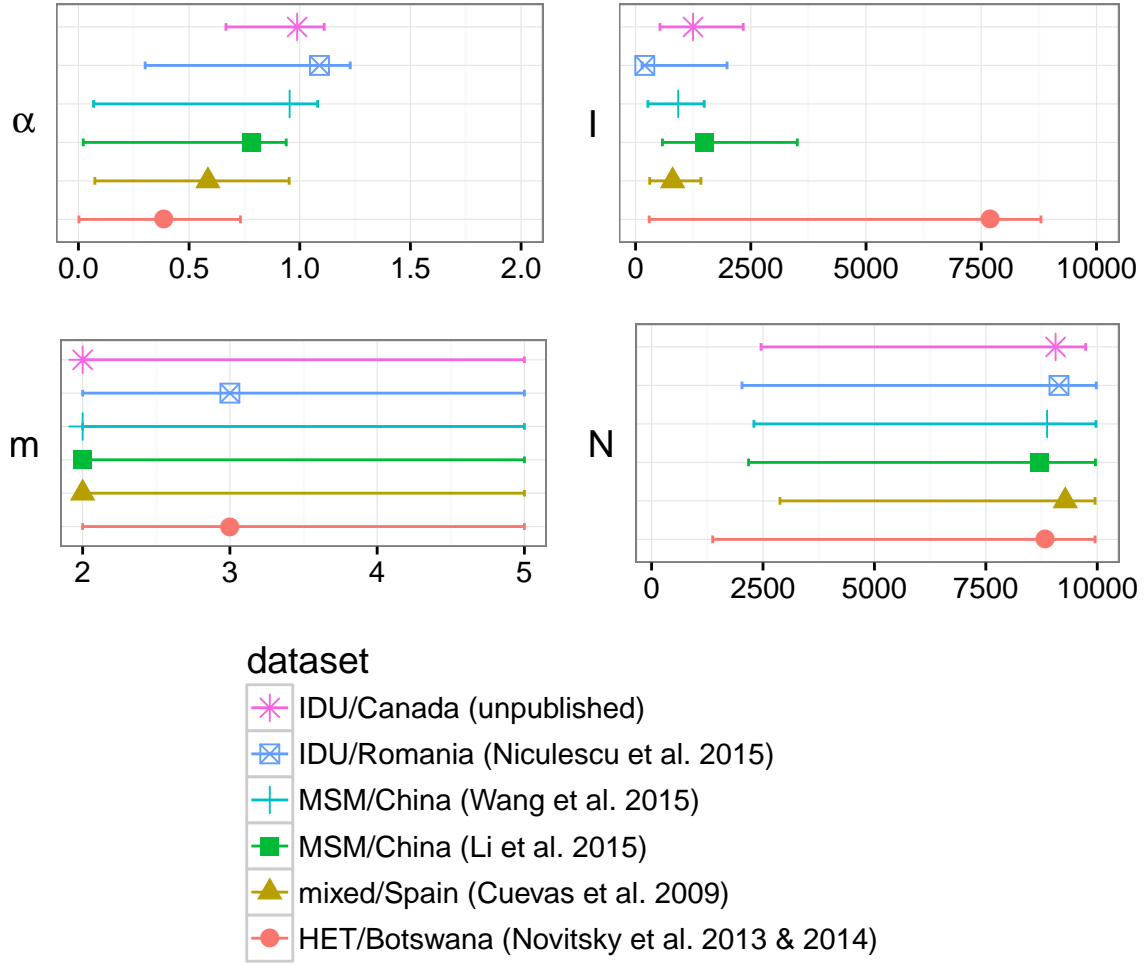 α
0.0 0.5 1.0 1.5 2.0
I
0 2500 5000 7500 10000
m
2 3 4 5
N
0 2500 5000 7500 10000
dataset
IDU/Canada (unpublished)
IDU/Romania (Niculescu et al. 2015)
MSM/China (Wang et al. 2015)
MSM/China (Li et al. 2015)
mixed/Spain (Cuevas et al. 2009)
HET/Botswana (Novitsky et al. 2013 & 2014)